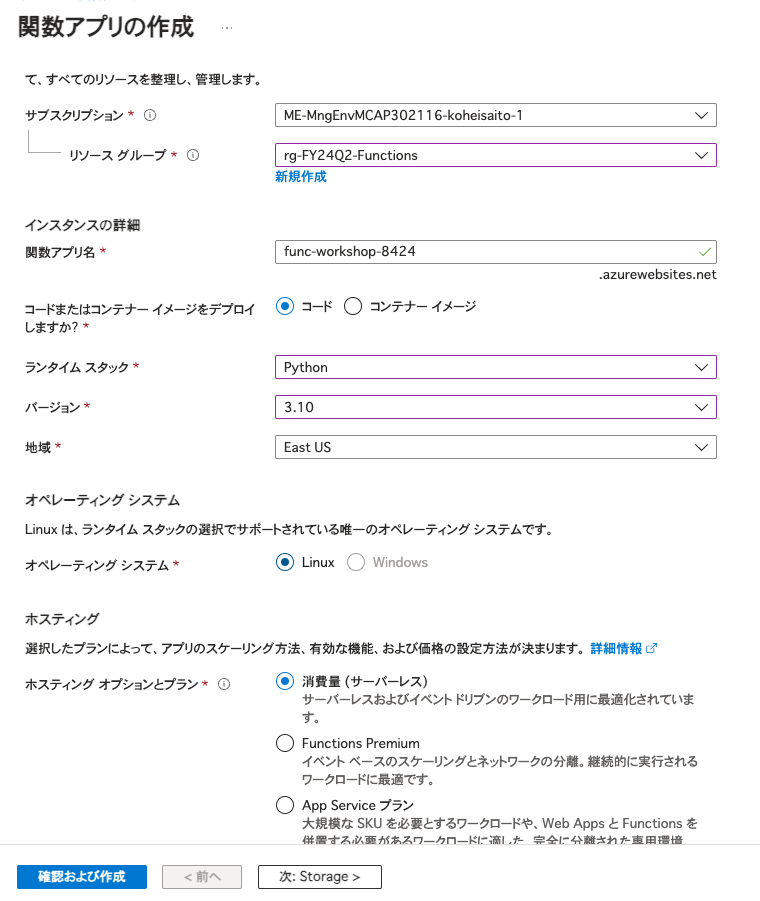 関数アプリの作成 …
て、すべてのリソースを整理し、管理します。
サブスクリプション *
ME-MngEnvMCAP302116-koheisaito-1
リソース グループ *
rg-FY24Q2-Functions
新規作成
インスタンスの詳細
関数アプリ名 *
func-workshop-8424
.azurewebsites.net
コードまたはコンテナー イメージをデプロイ
しますか? *
コード コンテナー イメージ
ランタイム スタック *
Python
バージョン *
3.10
地域 *
East US
オペレーティング システム
Linux は、ランタイム スタックの選択でサポートされている唯一のオペレーティング システムです。
オペレーティング システム *
Linux Windows
ホスティング
選択したプランによって、アプリのスケーリング方法、有効な機能、および価格の設定方法が決まります。 詳細情報
ホスティング オプションとプラン *
消費量 (サーバーレス)
サーバーレスおよびイベント ドリブンのワークロード用に最適化されていま
す。
Functions Premium
イベント ベースのスケーリングとネットワークの分離。継続的に実行される
ワークロードに最適です。
App Service プラン
大規模な SKU を必要とするワークロードや、Web Apps と Functions を
併置する必要があるワークロードに適した、完全に分離された専用環境
確認および作成
< 前へ
次: Storage >